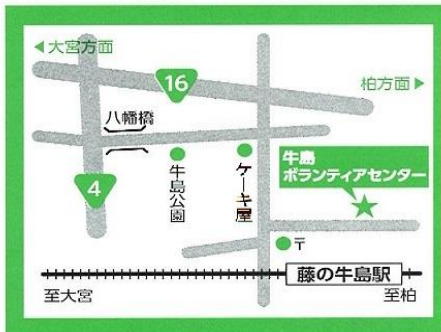 ◀大宮方面
16
柏方面▶
八幡橋
牛島
ボランティアセンター
4
牛島公園
ケーキ屋
〒
藤の牛島駅
至大宮
至柏